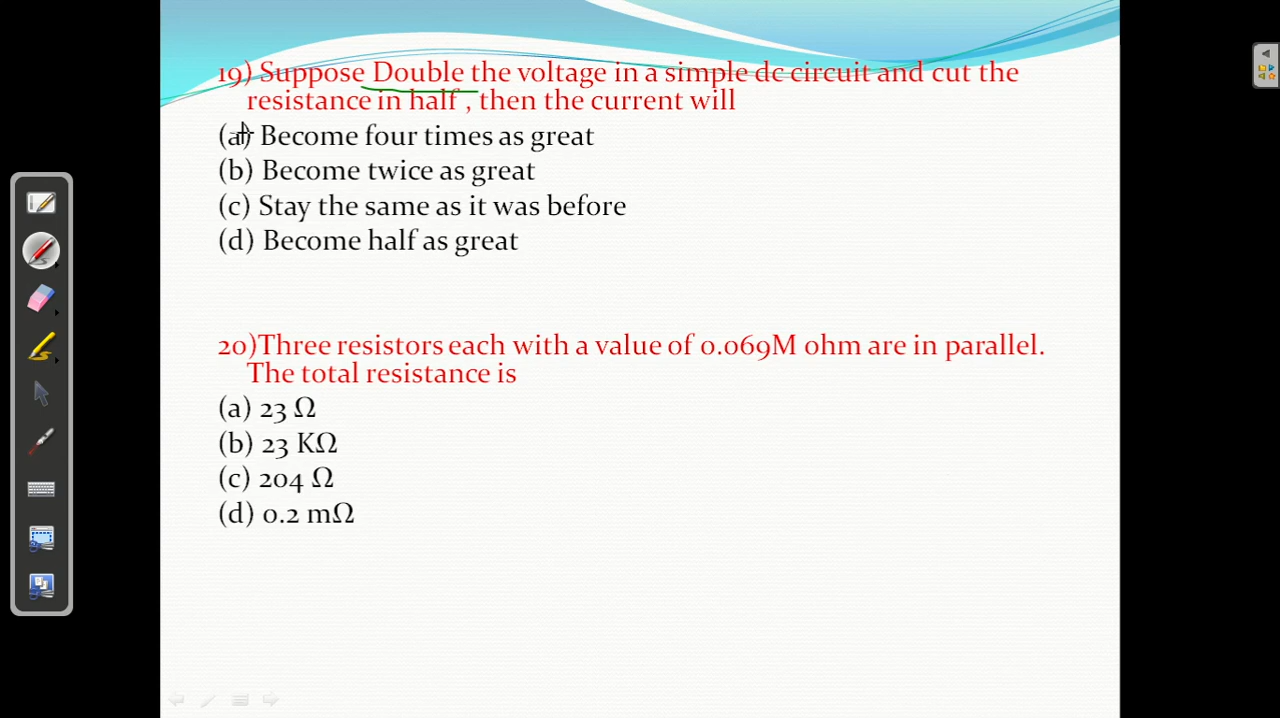 19) Suppose Double the voltage in a simple dc circuit and cut the
resistance in half , then the current will
(a) Become four times as great
(b) Become twice as great
(c) Stay the same as it was before
(d) Become half as great
20)Three resistors each with a value of 0.069M ohm are in parallel.
The total resistance is
(a) 23 Ω
(b) 23 KΩ
(c) 204 Ω
(d) 0.2 mΩ